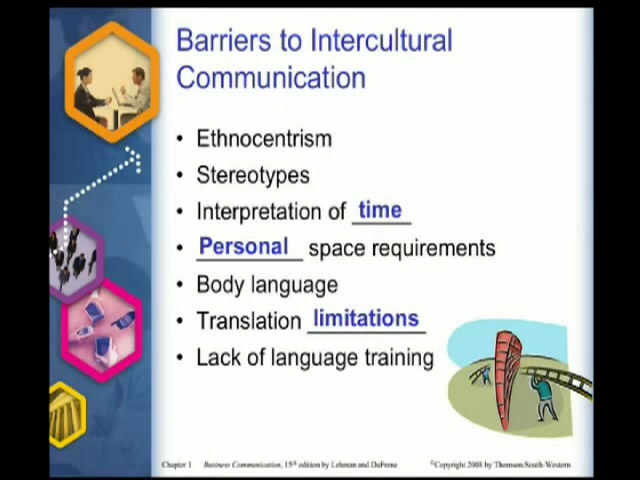 Barriers to Intercultural
Communication
• Ethnocentrism
• Stereotypes
• Interpretation of time
• Personal space requirements
• Body language
• Translation limitations
• Lack of language training
Chapter 1 Business Communication, 15th edition by Lehman and DuFrene ©Copyright 2008 by Thomson/South-Western